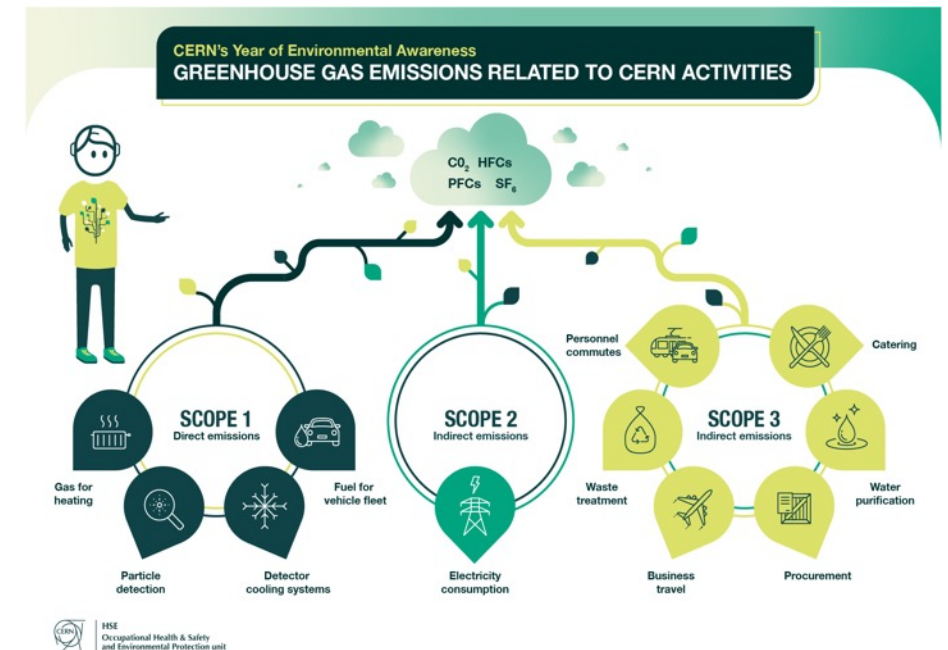 CERN's Year of Environmental Awareness
GREENHOUSE GAS EMISSIONS RELATED TO CERN ACTIVITIES
C0₂ HFCs
PFCs SF₆
SCOPE 1
Direct emissions
Gas for
heating
Particle
detection
Detector
cooling systems
Fuel for
vehicle fleet
SCOPE 2
Indirect emissions
Electricity
consumption
SCOPE 3
Indirect emissions
Personnel
commutes
Waste
treatment
Business
travel
Procurement
Water
purification
Catering
CERN
HSE
Occupational Health & Safety
and Environmental Protection unit